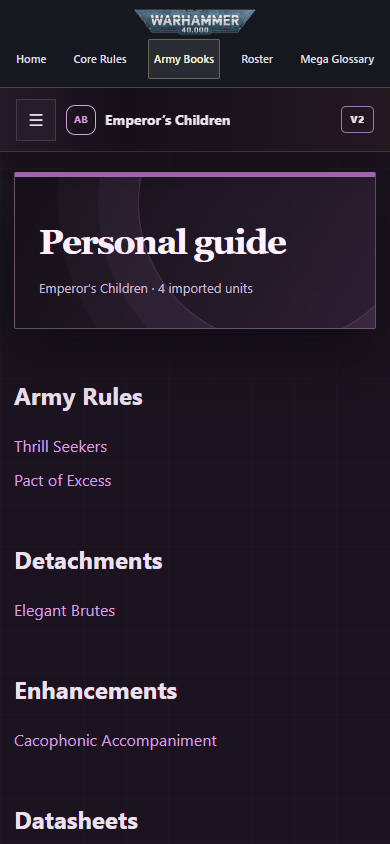 WARHAMMER
40,000
Home Core Rules Army Books Roster Mega Glossary
☰ AB Emperor’s Children V2
Personal guide
Emperor's Children · 4 imported units
Army Rules
Thrill Seekers
Pact of Excess
Detachments
Elegant Brutes
Enhancements
Cacophonic Accompaniment
Datasheets